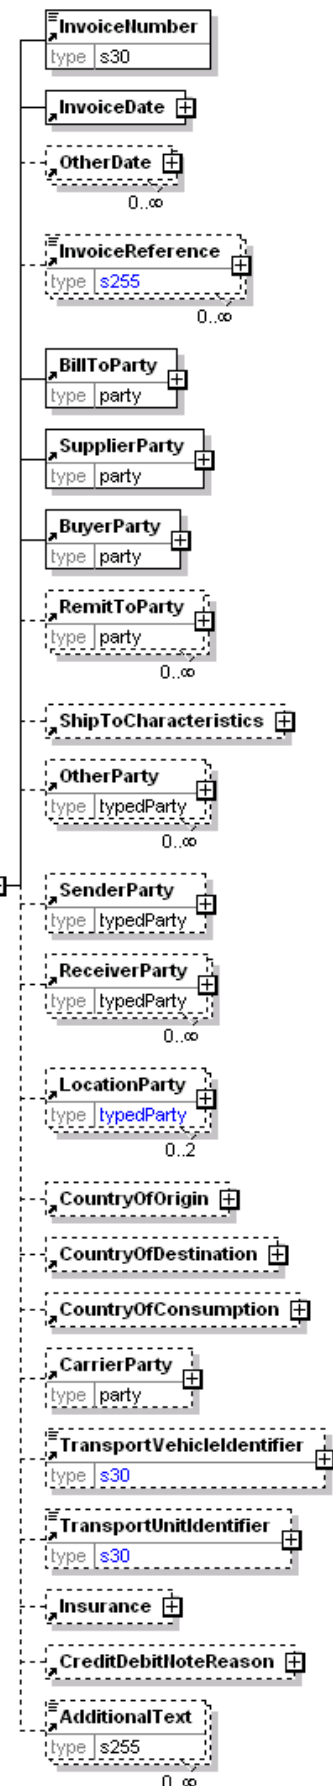 InvoiceNumber
type s30
InvoiceDate
OtherDate
0..∞
InvoiceReference
type s255
0..∞
BillToParty
type party
SupplierParty
type party
BuyerParty
type party
RemitToParty
type party
0..∞
ShipToCharacteristics
OtherParty
type typedParty
0..∞
SenderParty
type typedParty
ReceiverParty
type typedParty
0..∞
LocationParty
type typedParty
0..2
CountryOfOrigin
CountryOfDestination
CountryOfConsumption
CarrierParty
type party
TransportVehicleIdentifier
type s30
TransportUnitIdentifier
type s30
Insurance
CreditDebitNoteReason
AdditionalText
type s255
0..∞